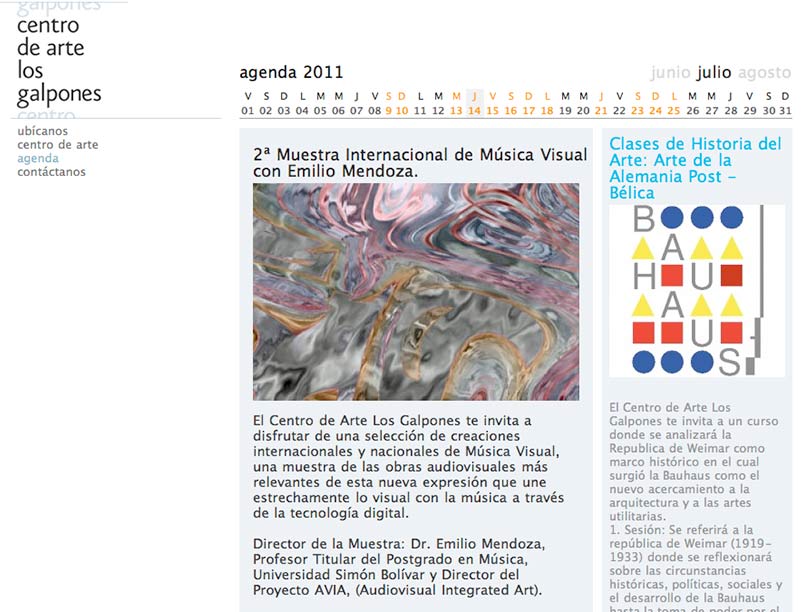 galpones
centro
de arte
los
galpones
centro
ubícanos
centro de arte
agenda
contáctanos
agenda 2011
junio julio agosto
V S D L M M J V S D L M M J V S D L M M J V S D L M M J V S D
01 02 03 04 05 06 07 08 09 10 11 12 13 14 15 16 17 18 19 20 21 22 23 24 25 26 27 28 29 30 31
2ª Muestra Internacional de Música Visual
con Emilio Mendoza.
El Centro de Arte Los Galpones te invita a
disfrutar de una selección de creaciones
internacionales y nacionales de Música Visual,
una muestra de las obras audiovisuales más
relevantes de esta nueva expresión que une
estrechamente lo visual con la música a través
de la tecnología digital.
Director de la Muestra: Dr. Emilio Mendoza,
Profesor Titular del Postgrado en Música,
Universidad Simón Bolívar y Director del
Proyecto AVIA, (Audiovisual Integrated Art).
Clases de Historia del
Arte: Arte de la
Alemania Post –
Bélica
B
A
H U
A
U
S
El Centro de Arte Los
Galpones te invita a un curso
donde se analizará la
Republica de Weimar como
marco histórico en el cual
surgió la Bauhaus como el
nuevo acercamiento a la
arquitectura y a las artes
utilitarias.
1. Sesión: Se referirá a la
república de Weimar (1919-
1933) donde se reflexionará
sobre las circunstancias
históricas, políticas, sociales y
el desarrollo de la Bauhaus
hasta la toma de poder por el